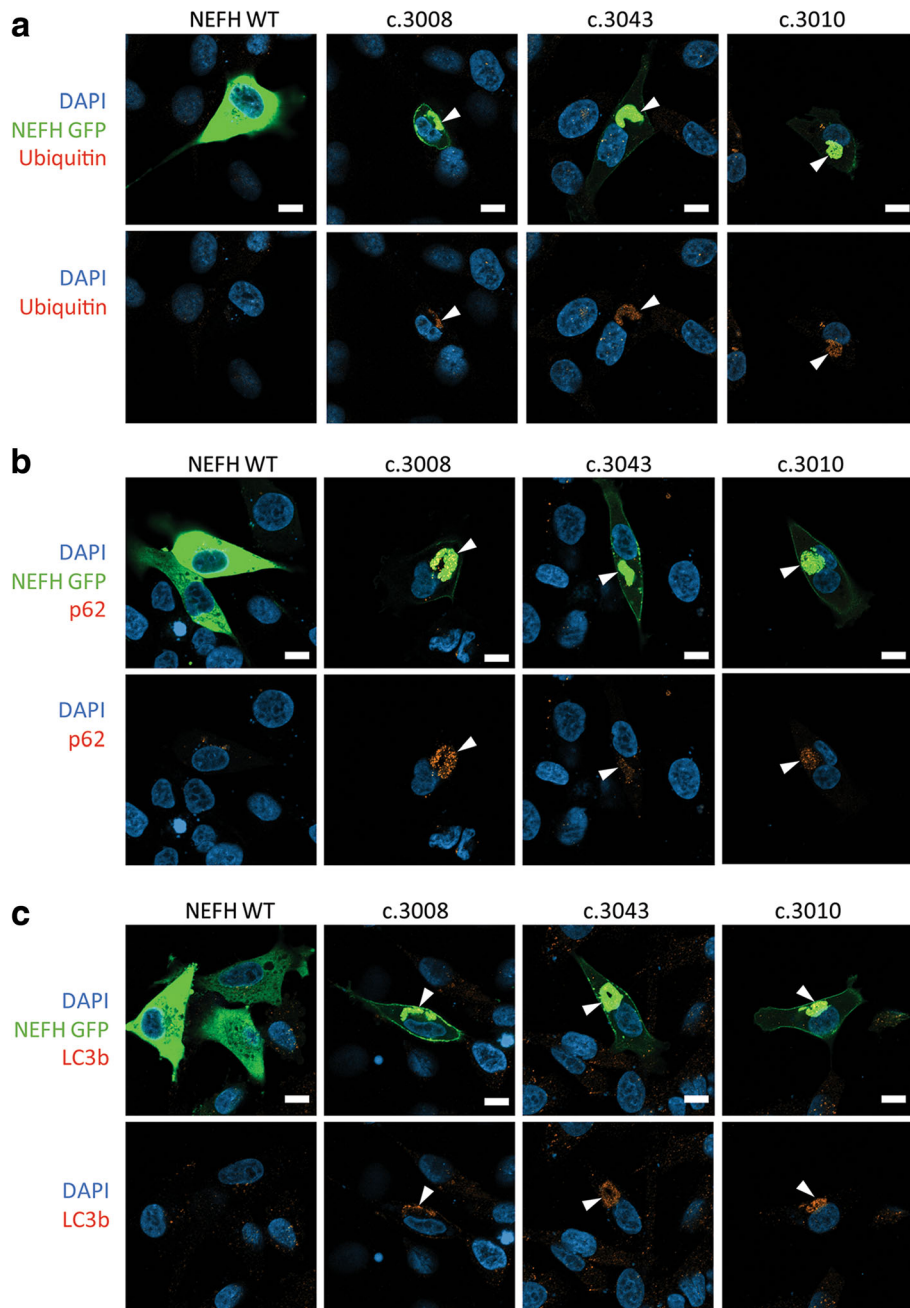 a
NEFH WT c.3008 c.3043 c.3010
DAPI
NEFH GFP
Ubiquitin
DAPI
Ubiquitin
b
NEFH WT c.3008 c.3043 c.3010
DAPI
NEFH GFP
p62
DAPI
p62
c
NEFH WT c.3008 c.3043 c.3010
DAPI
NEFH GFP
LC3b
DAPI
LC3b